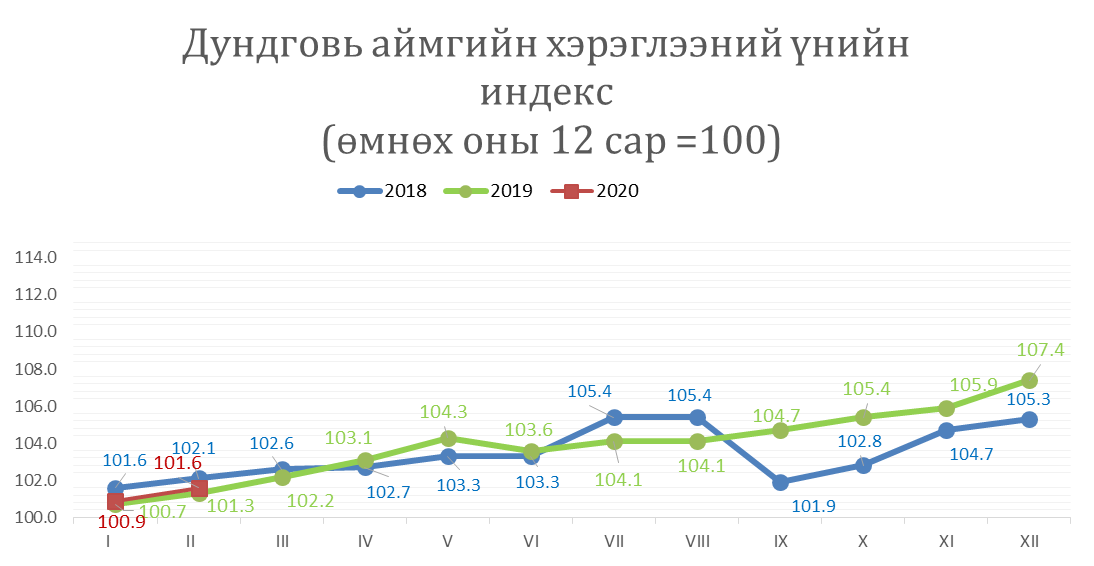 Дундговь аймгийн хэрэглээний үнийн
индекс
(өмнөх оны 12 сар =100)
2018 2019 2020
114.0
112.0
110.0
108.0
106.0
104.0
102.0
100.0
107.4
105.4 105.4 105.4 105.9 105.3
104.3 104.7
102.6 103.1 103.6 102.8
101.6 102.1
101.6
102.7 103.3 103.3 104.1 104.1 104.7
100.7 101.3 102.2 101.9
100.9
I II III IV V VI VII VIII IX X XI XII